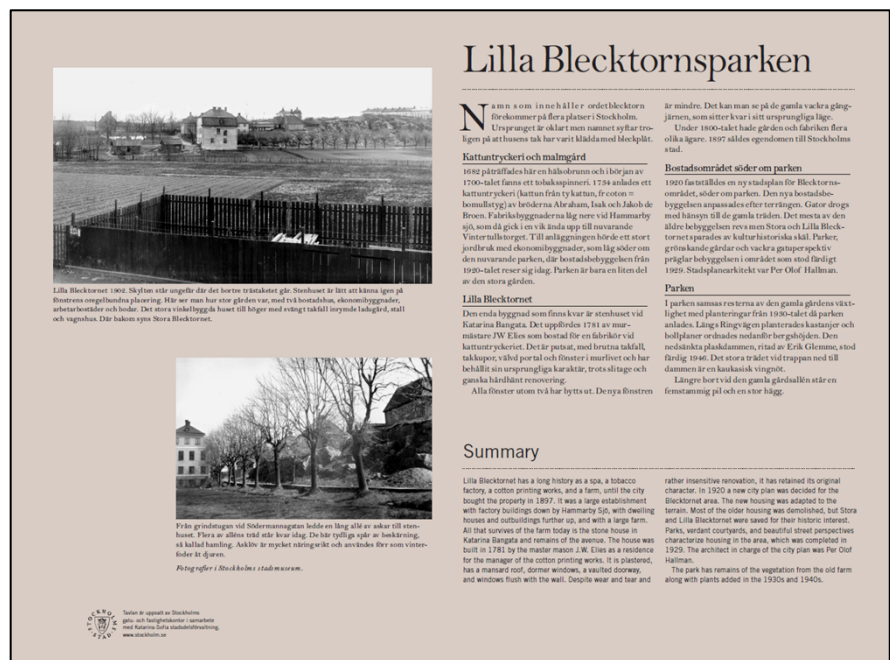 Lilla Blecktornsparken
Namn som innehåller ordet blecktorn
förekommer på flera platser i Stockholm.
Ursprunget är oklart men namnet syftar tro-
ligen på att husens tak har varit klädda med bleckplåt.
Kattuntryckeri och malmgård
1682 påträffades här en hälsobrunn och i början av
1700-talet fanns ett tobaksspinneri. 1734 anlades ett
kattuntryckeri (kattun från ty kattun, fr coton =
bomullstyg) av bröderna Abraham, Isak och Jakob de
Broen. Fabriksbyggnaderna låg nere vid Hammarby
sjö, som då gick i en vik ända upp till nuvarande
Vintertullstorget. Till anläggningen hörde ett stort
jordbruk med ekonomibyggnader, som låg söder om
den nuvarande parken, där bostadsbebyggelsen från
1920-talet reser sig idag. Parken är bara en liten del
av den stora gården.
Lilla Blecktornet
Den enda byggnad som finns kvar är stenhuset vid
Katarina Bangata. Det uppfördes 1781 av mur-
mästare JW Elies som bostad för en fabrikör vid
kattuntryckeriet. Det är putsat, med brutna takfall,
takkupor, välvd portal och fönster i murlivet och har
behållit sin ursprungliga karaktär, trots slitage och
ganska hårdhänt renovering.
Alla fönster utom två har bytts ut. De nya fönstren
är mindre. Det kan man se på de gamla vackra gång-
järnen, som sitter kvar i sitt ursprungliga läge.
Under 1800-talet hade gården och fabriken flera
olika ägare. 1897 såldes egendomen till Stockholms
stad.
Bostadsområdet söder om parken
1920 fastställdes en ny stadsplan för Blecktorns-
området, söder om parken. Den nya bostadsbe-
byggelsen anpassades efter terrängen. Gator drogs
med hänsyn till de gamla träden. Det mesta av den
äldre bebyggelsen revs men Stora och Lilla Bleck-
tornet sparades av kulturhistoriska skäl. Parker,
grönskande gårdar och vackra gatuperspektiv
präglar bebyggelsen i området som stod färdigt
1929. Stadsplanearkitekt var Per Olof Hallman.
Parken
I parken samsas resterna av den gamla gårdens växt-
lighet med planteringar från 1930-talet då parken
anlades. Längs Ringvägen planterades kastanjer och
bollplaner ordnades nedanför bergshöjden. Den
nedsänkta plaskdammen, ritad av Erik Glemme, stod
färdig 1946. Det stora trädet vid trappan ned till
dammen är en kaukasisk vingnöt.
Längre bort vid den gamla gårdsallén står en
femstammig pil och en stor hägg.
Lilla Blecktornet 1902. Skylten står ungefär där det bortre trästaketet går. Stenhuset är lätt att känna igen på
fönstrens oregelbundna placering. Här ser man hur stor gården var, med två bostadshus, ekonomibyggnader,
arbetarbostäder och bodar. Det stora vinkelbyggda huset till höger med svängt takfall inrymde ladugård, stall
och vagnshus. Där bakom syns Stora Blecktornet.
Från grindstugan vid Södermannagatan ledde en lång allé av askar till sten-
huset. Flera av alléns träd står kvar idag. De bär tydliga spår av beskärning,
så kallad hamling. Asklöv är mycket näringsrikt och användes förr som vinter-
foder åt djuren.
Fotografier i Stockholms stadsmuseum.
Summary
Lilla Blecktornet has a long history as a spa, a tobacco
factory, a cotton printing works, and a farm, until the city
bought the property in 1897. It was a large establishment
with factory buildings down by Hammarby Sjö, with dwelling
houses and outbuildings further up, and with a large farm.
All that survives of the farm today is the stone house in
Katarina Bangata and remains of the avenue. The house was
built in 1781 by the master mason J.W. Elies as a residence
for the manager of the cotton printing works. It is plastered,
has a mansard roof, dormer windows, a vaulted doorway,
and windows flush with the wall. Despite wear and tear and
rather insensitive renovation, it has retained its original
character. In 1920 a new city plan was decided for the
Blecktornet area. The new housing was adapted to the
terrain. Most of the older housing was demolished, but Stora
and Lilla Blecktornet were saved for their historic interest.
Parks, verdant courtyards, and beautiful street perspectives
characterize housing in the area, which was completed in
1929. The architect in charge of the city plan was Per Olof
Hallman.
The park has remains of the vegetation from the old farm
along with plants added in the 1930s and 1940s.
STOCKHOLMS STAD
Tavlan är uppsatt av Stockholms
gatu- och fastighetskontor i samarbete
med Katarina-Sofia stadsdelsförvaltning.
www.stockholm.se